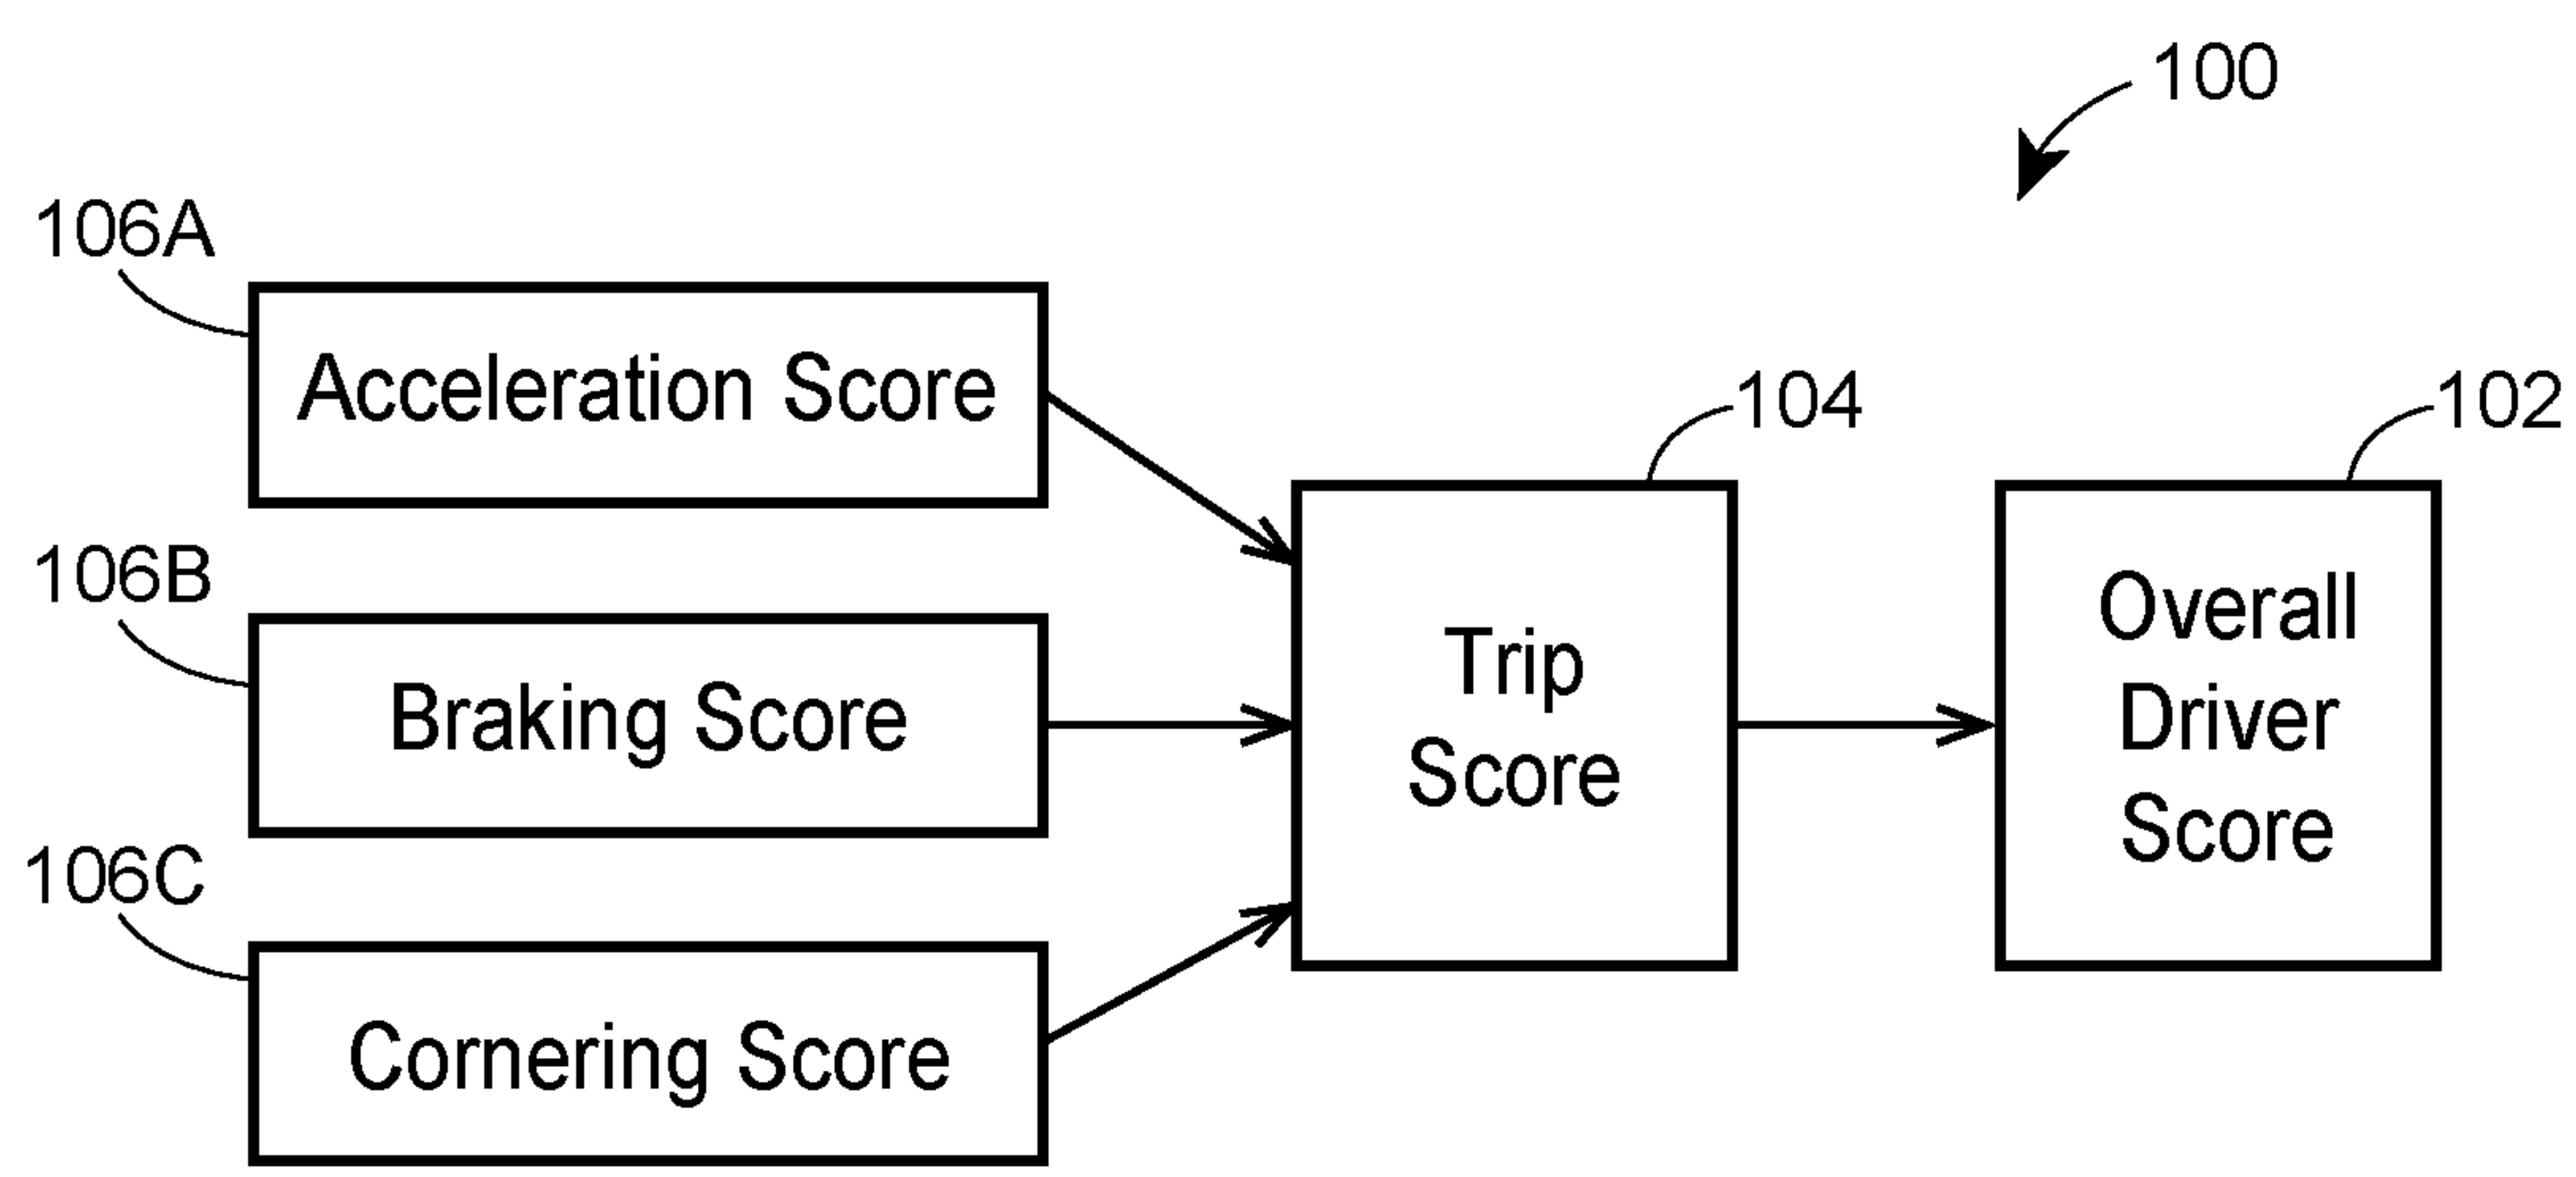 100
106A
Acceleration Score
106B
Braking Score
106C
Cornering Score
104
Trip
Score
102
Overall
Driver
Score